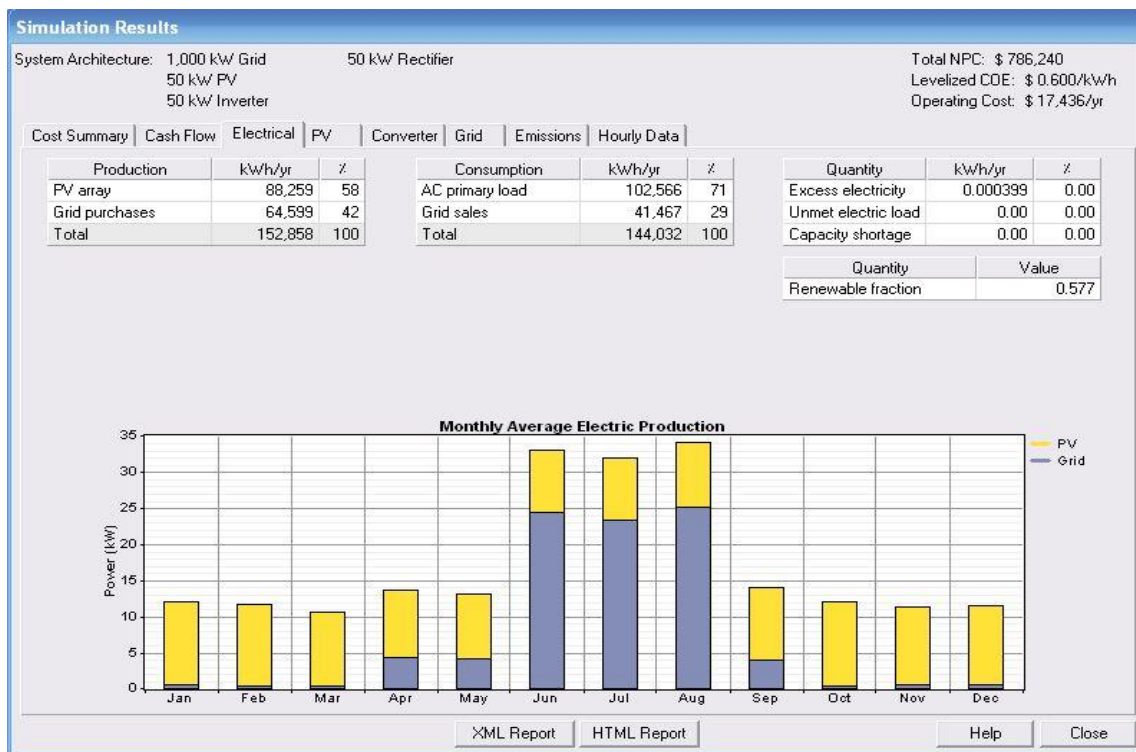 Simulation Results
System Architecture: 1,000 kW Grid 50 kW Rectifier
50 kW PV
50 kW Inverter
Total NPC: $ 786,240
Levelized COE: $ 0.600/kWh
Operating Cost: $ 17,436/yr
Cost Summary Cash Flow Electrical PV Converter Grid Emissions Hourly Data
Production kWh/yr %
PV array 88,259 58
Grid purchases 64,599 42
Total 152,858 100
Consumption kWh/yr %
AC primary load 102,566 71
Grid sales 41,467 29
Total 144,032 100
Quantity kWh/yr %
Excess electricity 0.000399 0.00
Unmet electric load 0.00 0.00
Capacity shortage 0.00 0.00
Quantity Value
Renewable fraction 0.577
Monthly Average Electric Production
35
30
25
20
15
10
5
0
Power (kW)
Jan Feb Mar Apr May Jun Jul Aug Sep Oct Nov Dec
PV
Grid
XML Report HTML Report Help Close